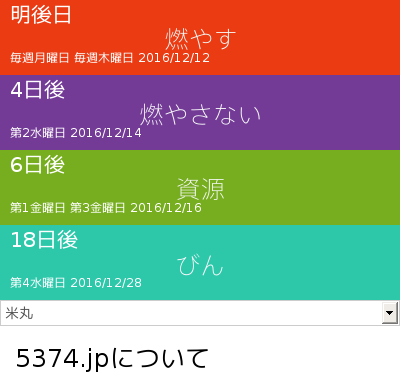 明後日
燃やす
毎週月曜日 毎週木曜日 2016/12/12
4日後
燃やさない
第2水曜日 2016/12/14
6日後
資源
第1金曜日 第3金曜日 2016/12/16
18日後
びん
第4水曜日 2016/12/28
米丸
5374.jpについて